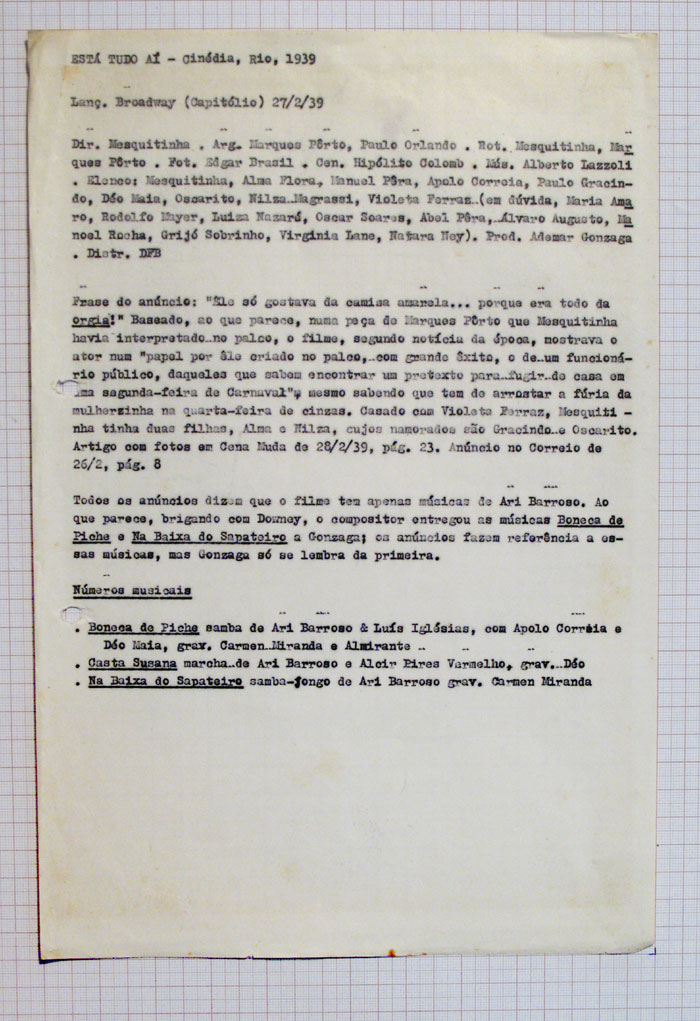 ESTÁ TUDO AÍ - Cinédia, Rio, 1939
Lanç. Broadway (Capitólio) 27/2/39
Dir. Mesquitinha . Arg. Marques Pôrto, Paulo Orlando . Rot. Mesquitinha, Mar
ques Pôrto . Fot. Edgar Brasil . Cen. Hipólito Colomb . Mús. Alberto Lazzoli
. Elenco: Mesquitinha, Alma Flora, Manuel Pêra, Apolo Correia, Paulo Gracin-
do, Déo Maia, Oscarito, Nilza Magrassi, Violeta Ferraz (em dúvida, Maria Ama
ro, Rodolfo Mayer, Luiza Nazaré, Oscar Soares, Abel Pêra, Álvaro Augusto, Ma
noel Rocha, Grijó Sobrinho, Virginia Lane, Natara Ney). Prod. Ademar Gonzaga
. Distr. DFB
Frase do anúncio: "Êle só gostava da camisa amarela... porque era todo da
orgia!" Baseado, ao que parece, numa peça de Marques Pôrto que Mesquitinha
havia interpretado no palco, o filme, segundo notícia da época, mostrava o
ator num "papel por êle criado no palco, com grande êxito, o de um funcioná-
rio público, daqueles que sabem encontrar um pretexto para fugir de casa em
uma segunda-feira de Carnaval", mesmo sabendo que tem de arrostar a fúria da
mulherzinha na quarta-feira de cinzas. Casado com Violeta Ferraz, Mesquiti -
nha tinha duas filhas, Alma e Nilza, cujos namorados são Gracindo e Oscarito.
Artigo com fotos em Cena Muda de 28/2/39, pág. 23. Anúncio no Correio de
26/2, pág. 8
Todos os anúncios dizem que o filme tem apenas músicas de Ari Barroso. Ao
que parece, brigando com Downey, o compositor entregou as músicas Boneca de
Piche e Na Baixa do Sapateiro a Gonzaga; os anúncios fazem referência a es-
sas músicas, mas Gonzaga só se lembra da primeira.
Números musicais
. Boneca de Piche samba de Ari Barroso & Luís Iglésias, com Apolo Corréia e
Déo Maia, grav. Carmen Miranda e Almirante
. Casta Susana marcha de Ari Barroso e Alcir Pires Vermelho, grav. Déo
. Na Baixa do Sapateiro samba-jongo de Ari Barroso grav. Carmen Miranda